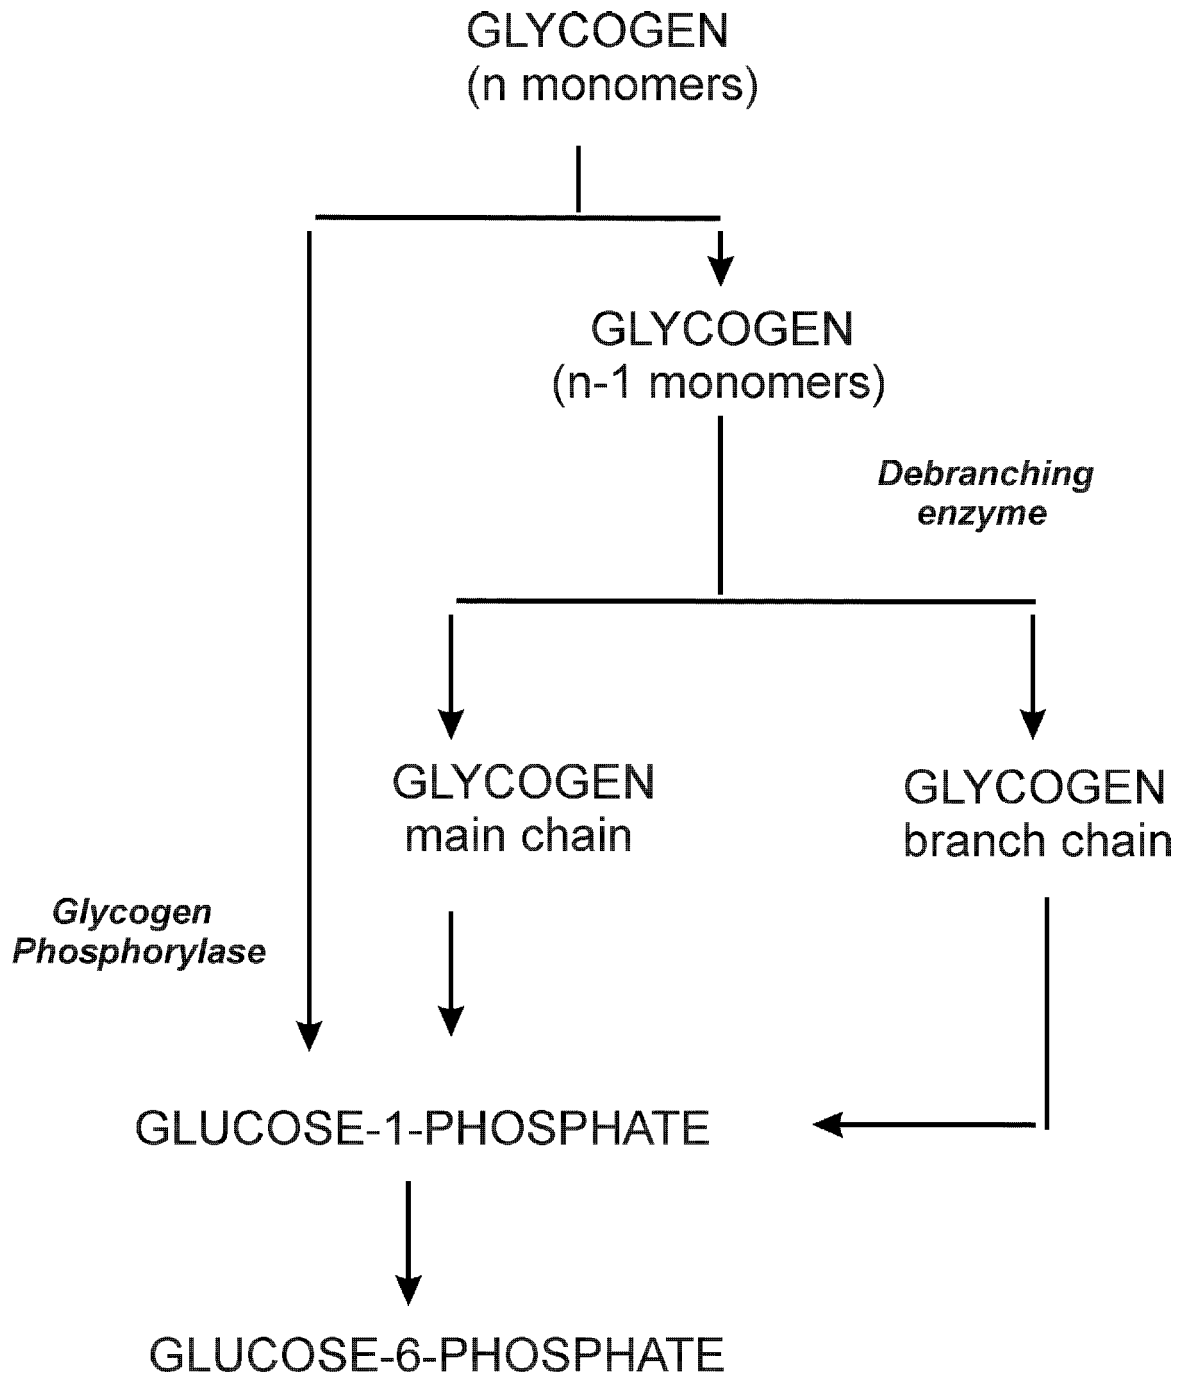 GLYCOGEN
(n monomers)
GLYCOGEN
(n-1 monomers)
Debranching
enzyme
GLYCOGEN
main chain
GLYCOGEN
branch chain
Glycogen
Phosphorylase
GLUCOSE-1-PHOSPHATE
GLUCOSE-6-PHOSPHATE